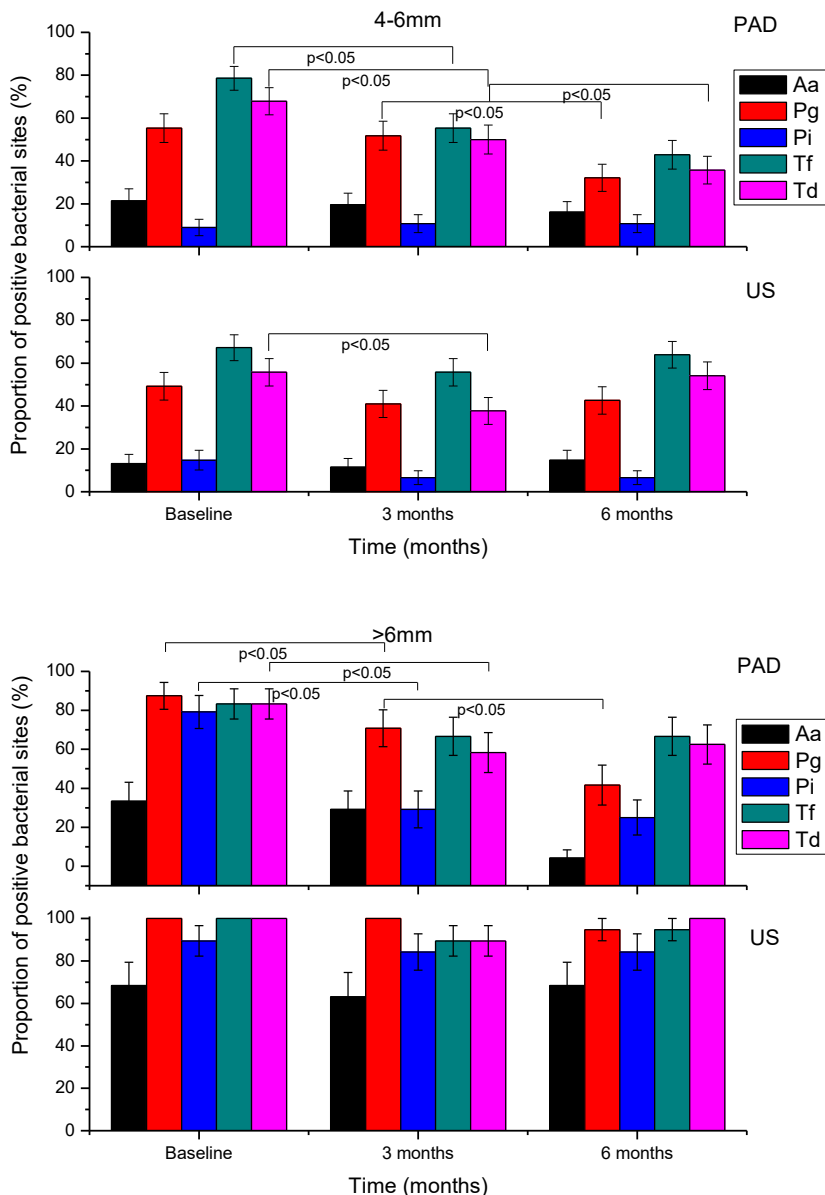 4-6mm
PAD
100
80
60
40
20
0
p<0.05
p<0.05
p<0.05
p<0.05
Aa
Pg
Pi
Tf
Td
Proportion of positive bacterial sites (%)
US
100
80
60
40
20
0
p<0.05
Baseline
3 months
6 months
Time (months)
>6mm
PAD
100
80
60
40
20
0
p<0.05
p<0.05
p<0.05
p<0.05
Aa
Pg
Pi
Tf
Td
Proportion of positive bacterial sites (%)
US
100
80
60
40
20
0
Baseline
3 months
6 months
Time (months)